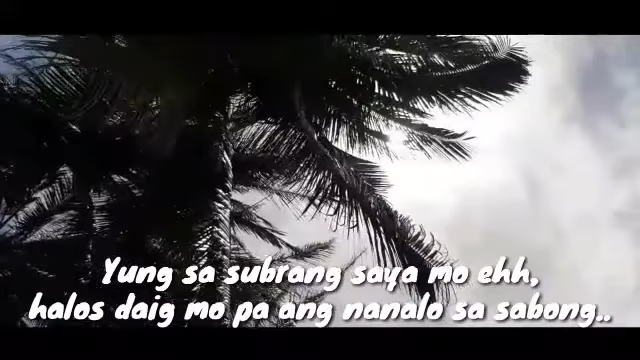 Yung sa subrang saya mo ehh,
halos daig mo pa ang nanalo sa sabong..